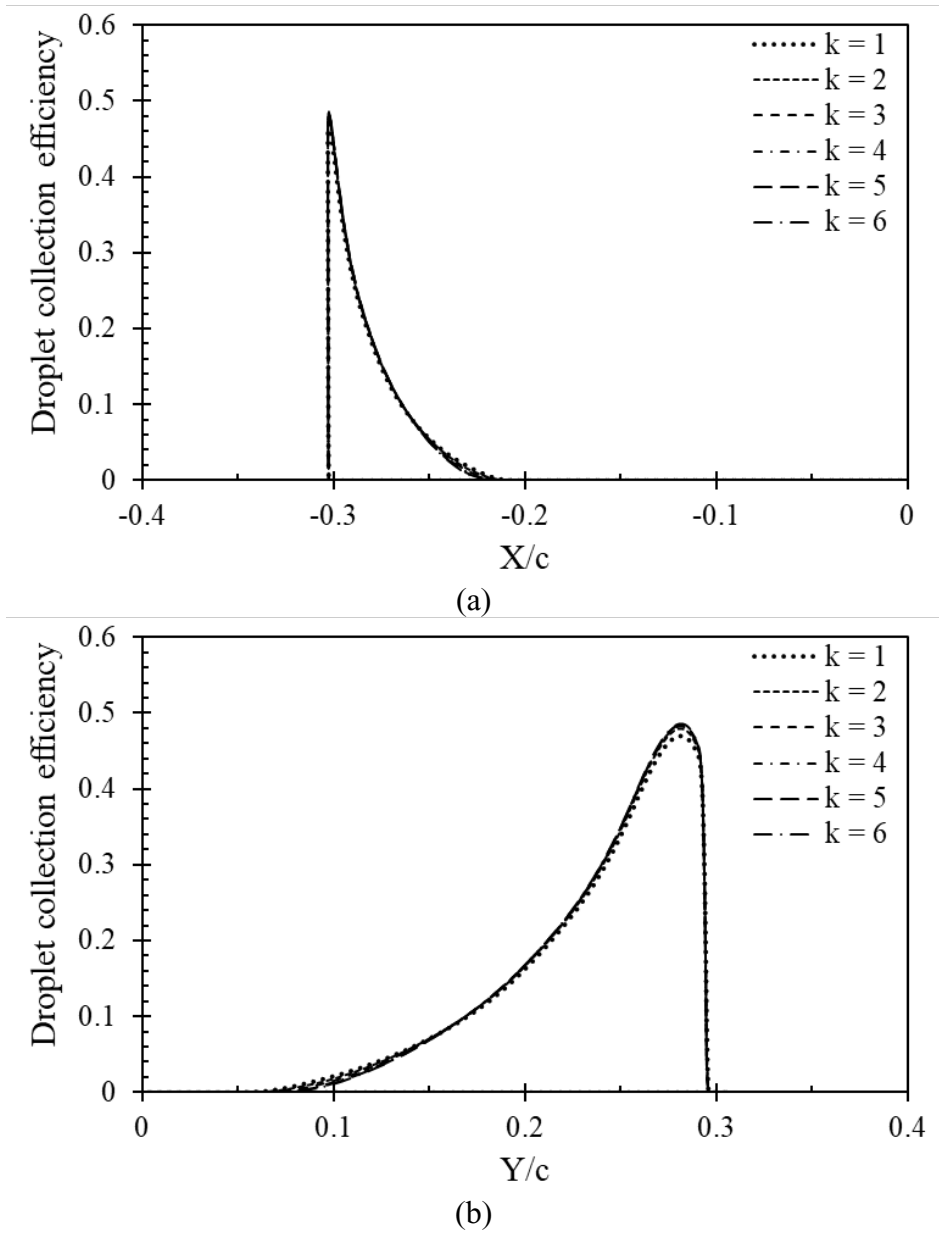 0.6
0.5
0.4
0.3
0.2
0.1
0
Droplet collection efficiency
k = 1
k = 2
k = 3
k = 4
k = 5
k = 6
-0.4
-0.3
-0.2
-0.1
0
X/c
(a)
0.6
0.5
0.4
0.3
0.2
0.1
0
Droplet collection efficiency
k = 1
k = 2
k = 3
k = 4
k = 5
k = 6
0
0.1
0.2
0.3
0.4
Y/c
(b)